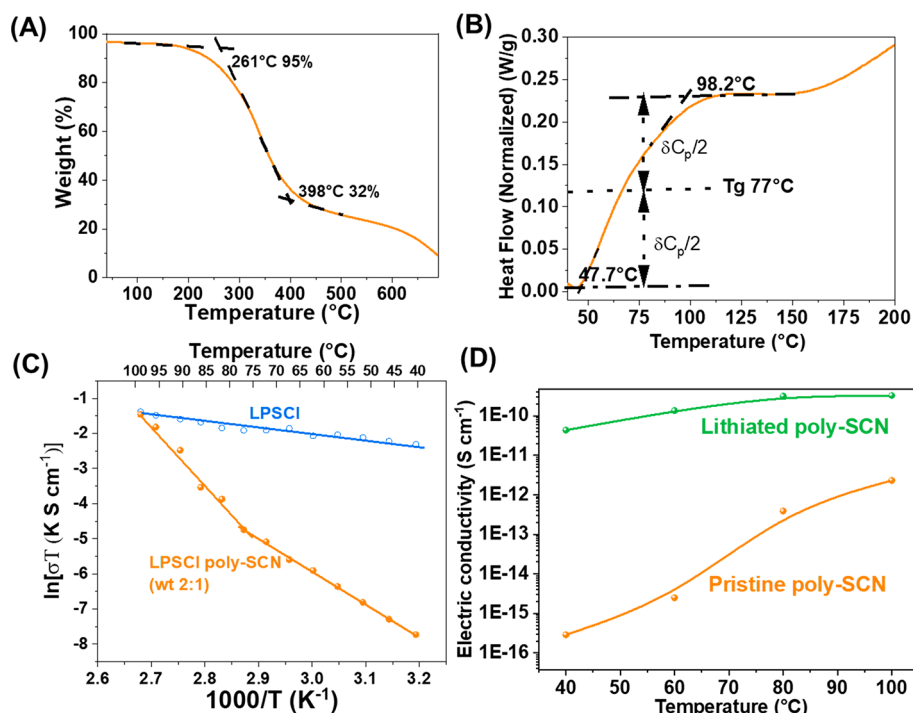 (A)
100
80
60
40
20
0
Weight (%)
261°C 95%
398°C 32%
100 200 300 400 500 600
Temperature (°C)
(B)
0.30
0.25
0.20
0.15
0.10
0.05
0.00
Heat Flow (Normalized) (W/g)
98.2°C
δCp/2
Tg 77°C
δCp/2
47.7°C
50 75 100 125 150 175 200
Temperature (°C)
(C)
Temperature (°C)
100 95 90 85 80 75 70 65 60 55 50 45 40
-1
-2
-3
-4
-5
-6
-7
-8
ln[σT (K S cm⁻¹)]
LPSCI
LPSCI poly-SCN
(wt 2:1)
2.6 2.7 2.8 2.9 3.0 3.1 3.2
1000/T (K⁻¹)
(D)
1E-10
1E-11
1E-12
1E-13
1E-14
1E-15
1E-16
Electric conductivity (S cm⁻¹)
Lithiated poly-SCN
Pristine poly-SCN
40 50 60 70 80 90 100
Temperature (°C)